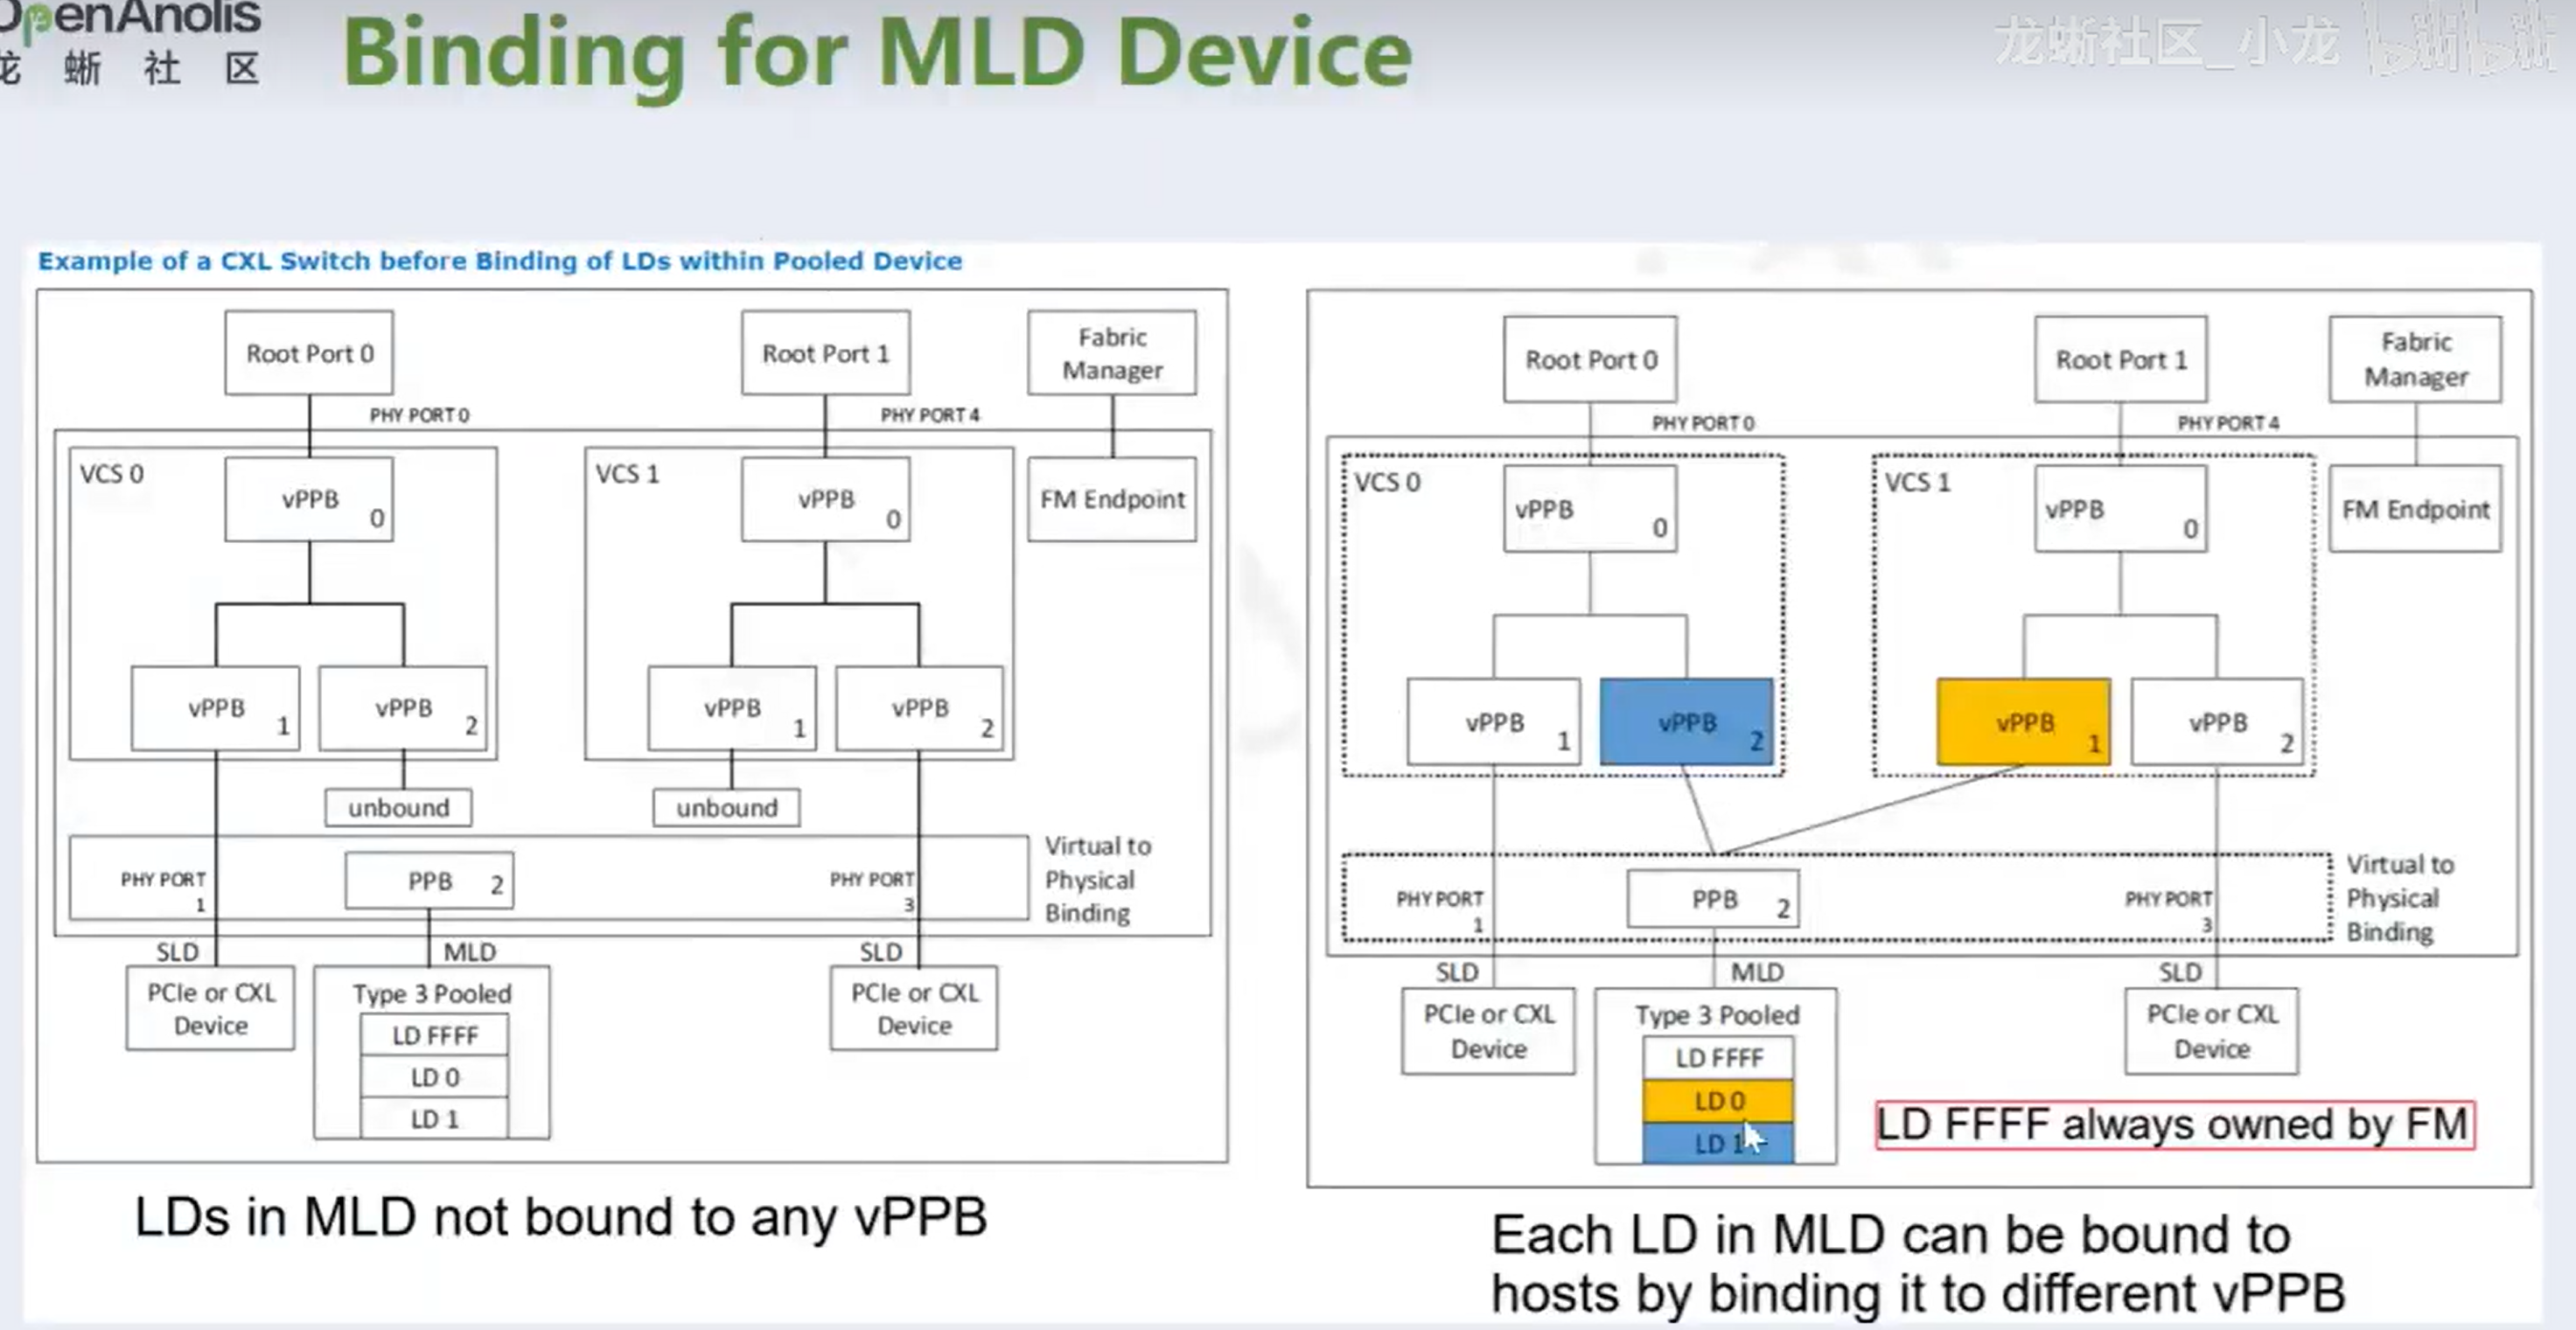 OpenAnolis
龙 蜥 社 区
Binding for MLD Device
龙蜥社区_小龙 bilibili
Example of a CXL Switch before Binding of LDs within Pooled Device
Root Port 0
Root Port 1
Fabric
Manager
PHY PORT 0
PHY PORT 4
VCS 0
vPPB
0
VCS 1
vPPB
0
FM Endpoint
vPPB
1
vPPB
2
vPPB
1
vPPB
2
unbound
unbound
PHY PORT
1
PPB 2
PHY PORT
3
Virtual to
Physical
Binding
SLD
MLD
SLD
PCIe or CXL
Device
Type 3 Pooled
LD FFFF
LD 0
LD 1
PCIe or CXL
Device
LDs in MLD not bound to any vPPB
Root Port 0
Root Port 1
Fabric
Manager
PHY PORT 0
PHY PORT 4
VCS 0
vPPB
0
VCS 1
vPPB
0
FM Endpoint
vPPB
1
vPPB
2
vPPB
1
vPPB
2
PHY PORT
1
PPB 2
PHY PORT
3
Virtual to
Physical
Binding
SLD
MLD
SLD
PCIe or CXL
Device
Type 3 Pooled
LD FFFF
LD 0
LD 1
PCIe or CXL
Device
LD FFFF always owned by FM
Each LD in MLD can be bound to
hosts by binding it to different vPPB